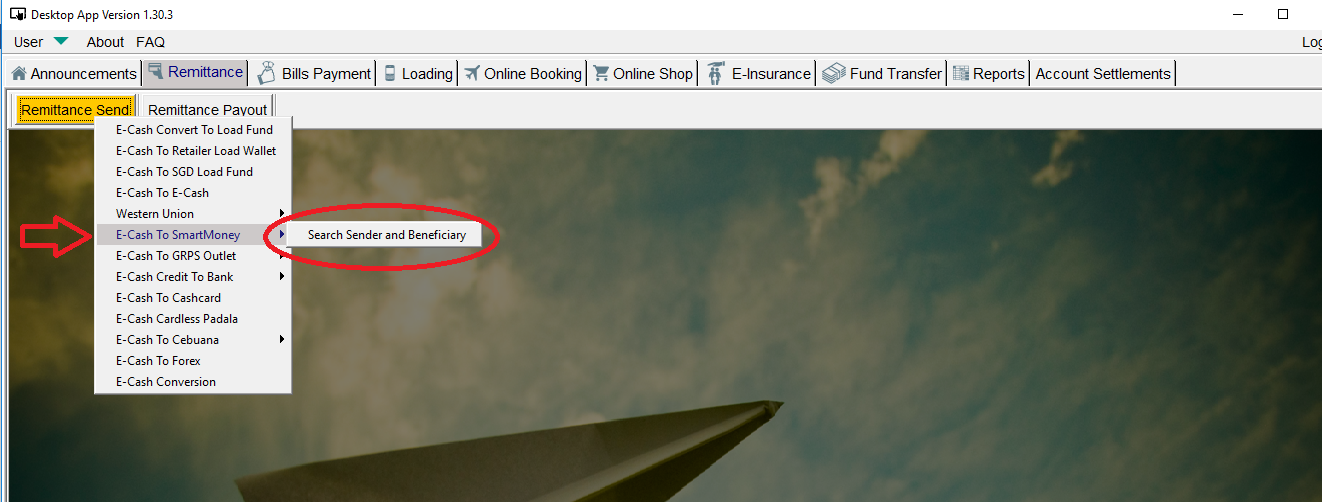 Desktop App Version 1.30.3
User About FAQ Log
Announcements Remittance Bills Payment Loading Online Booking Online Shop E-Insurance Fund Transfer Reports Account Settlements
Remittance Send Remittance Payout
E-Cash Convert To Load Fund
E-Cash To Retailer Load Wallet
E-Cash To SGD Load Fund
E-Cash To E-Cash
Western Union
E-Cash To SmartMoney Search Sender and Beneficiary
E-Cash To GRPS Outlet
E-Cash Credit To Bank
E-Cash To Cashcard
E-Cash Cardless Padala
E-Cash To Cebuana
E-Cash To Forex
E-Cash Conversion